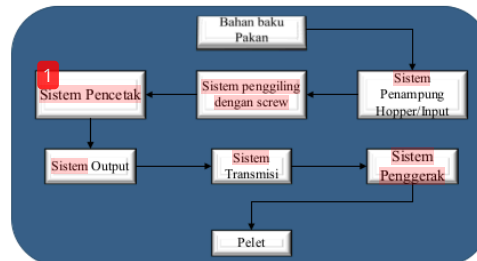 Bahan baku
Pakan
1
Sistem Pencetak
Sistem penggiling
dengan screw
Sistem
Penampung
Hopper/Input
Sistem Output
Sistem
Transmisi
Sistem
Penggerak
Pelet